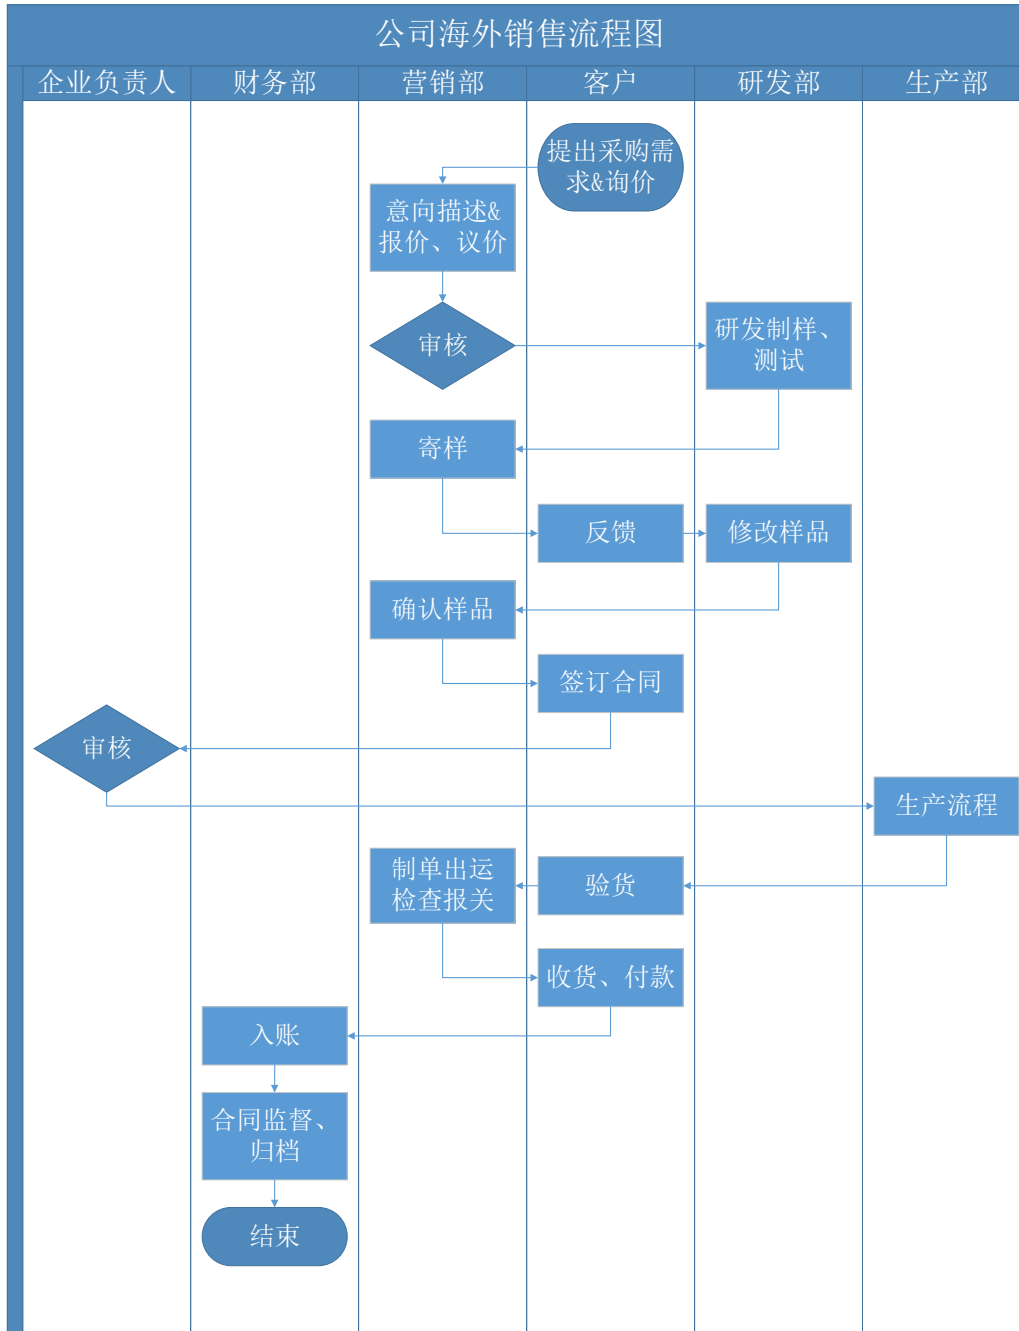 公司海外销售流程图
企业负责人
财务部
营销部
客户
研发部
生产部
提出采购需
求&询价
意向描述&
报价、议价
审核
研发制样、
测试
寄样
反馈
修改样品
确认样品
签订合同
审核
生产流程
制单出运
检查报关
验货
收货、付款
入账
合同监督、
归档
结束